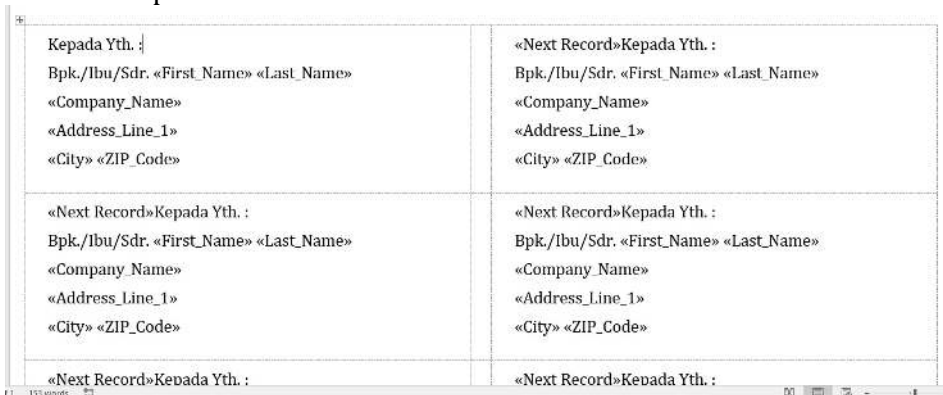 Kepada Yth. :
Bpk./Ibu/Sdr. «First_Name» «Last_Name»
«Company_Name»
«Address_Line_1»
«City» «ZIP_Code»
«Next Record»Kepada Yth. :
Bpk./Ibu/Sdr. «First_Name» «Last_Name»
«Company_Name»
«Address_Line_1»
«City» «ZIP_Code»
«Next Record»Kepada Yth. :
Bpk./Ibu/Sdr. «First_Name» «Last_Name»
«Company_Name»
«Address_Line_1»
«City» «ZIP_Code»
«Next Record»Kepada Yth. :
Bpk./Ibu/Sdr. «First_Name» «Last_Name»
«Company_Name»
«Address_Line_1»
«City» «ZIP_Code»
«Next Record»Kepada Yth. :
«Next Record»Kepada Yth. :
words